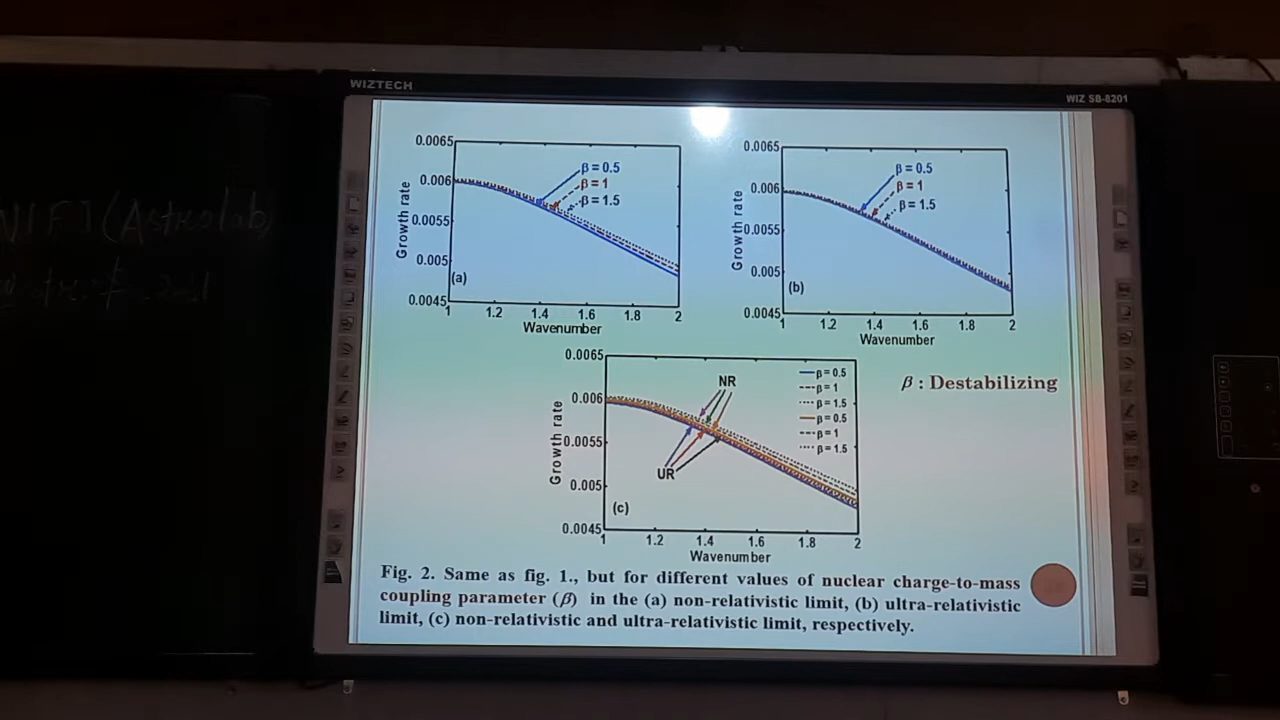 WIZTECH
WIZ SB-8201
0.0065
0.006
0.0055
0.005
0.0045
Growth rate
β = 0.5
β = 1
β = 1.5
(a)
1 1.2 1.4 1.6 1.8 2
Wavenumber
0.0065
0.006
0.0055
0.005
0.0045
Growth rate
β = 0.5
β = 1
β = 1.5
(b)
1 1.2 1.4 1.6 1.8 2
Wavenumber
0.0065
0.006
0.0055
0.005
0.0045
Growth rate
NR
UR
β = 0.5
β = 1
β = 1.5
β = 0.5
β = 1
β = 1.5
(c)
1 1.2 1.4 1.6 1.8 2
Wavenumber
β : Destabilizing
Fig. 2. Same as fig. 1., but for different values of nuclear charge-to-mass
coupling parameter (β) in the (a) non-relativistic limit, (b) ultra-relativistic
limit, (c) non-relativistic and ultra-relativistic limit, respectively.
(Astrolab)